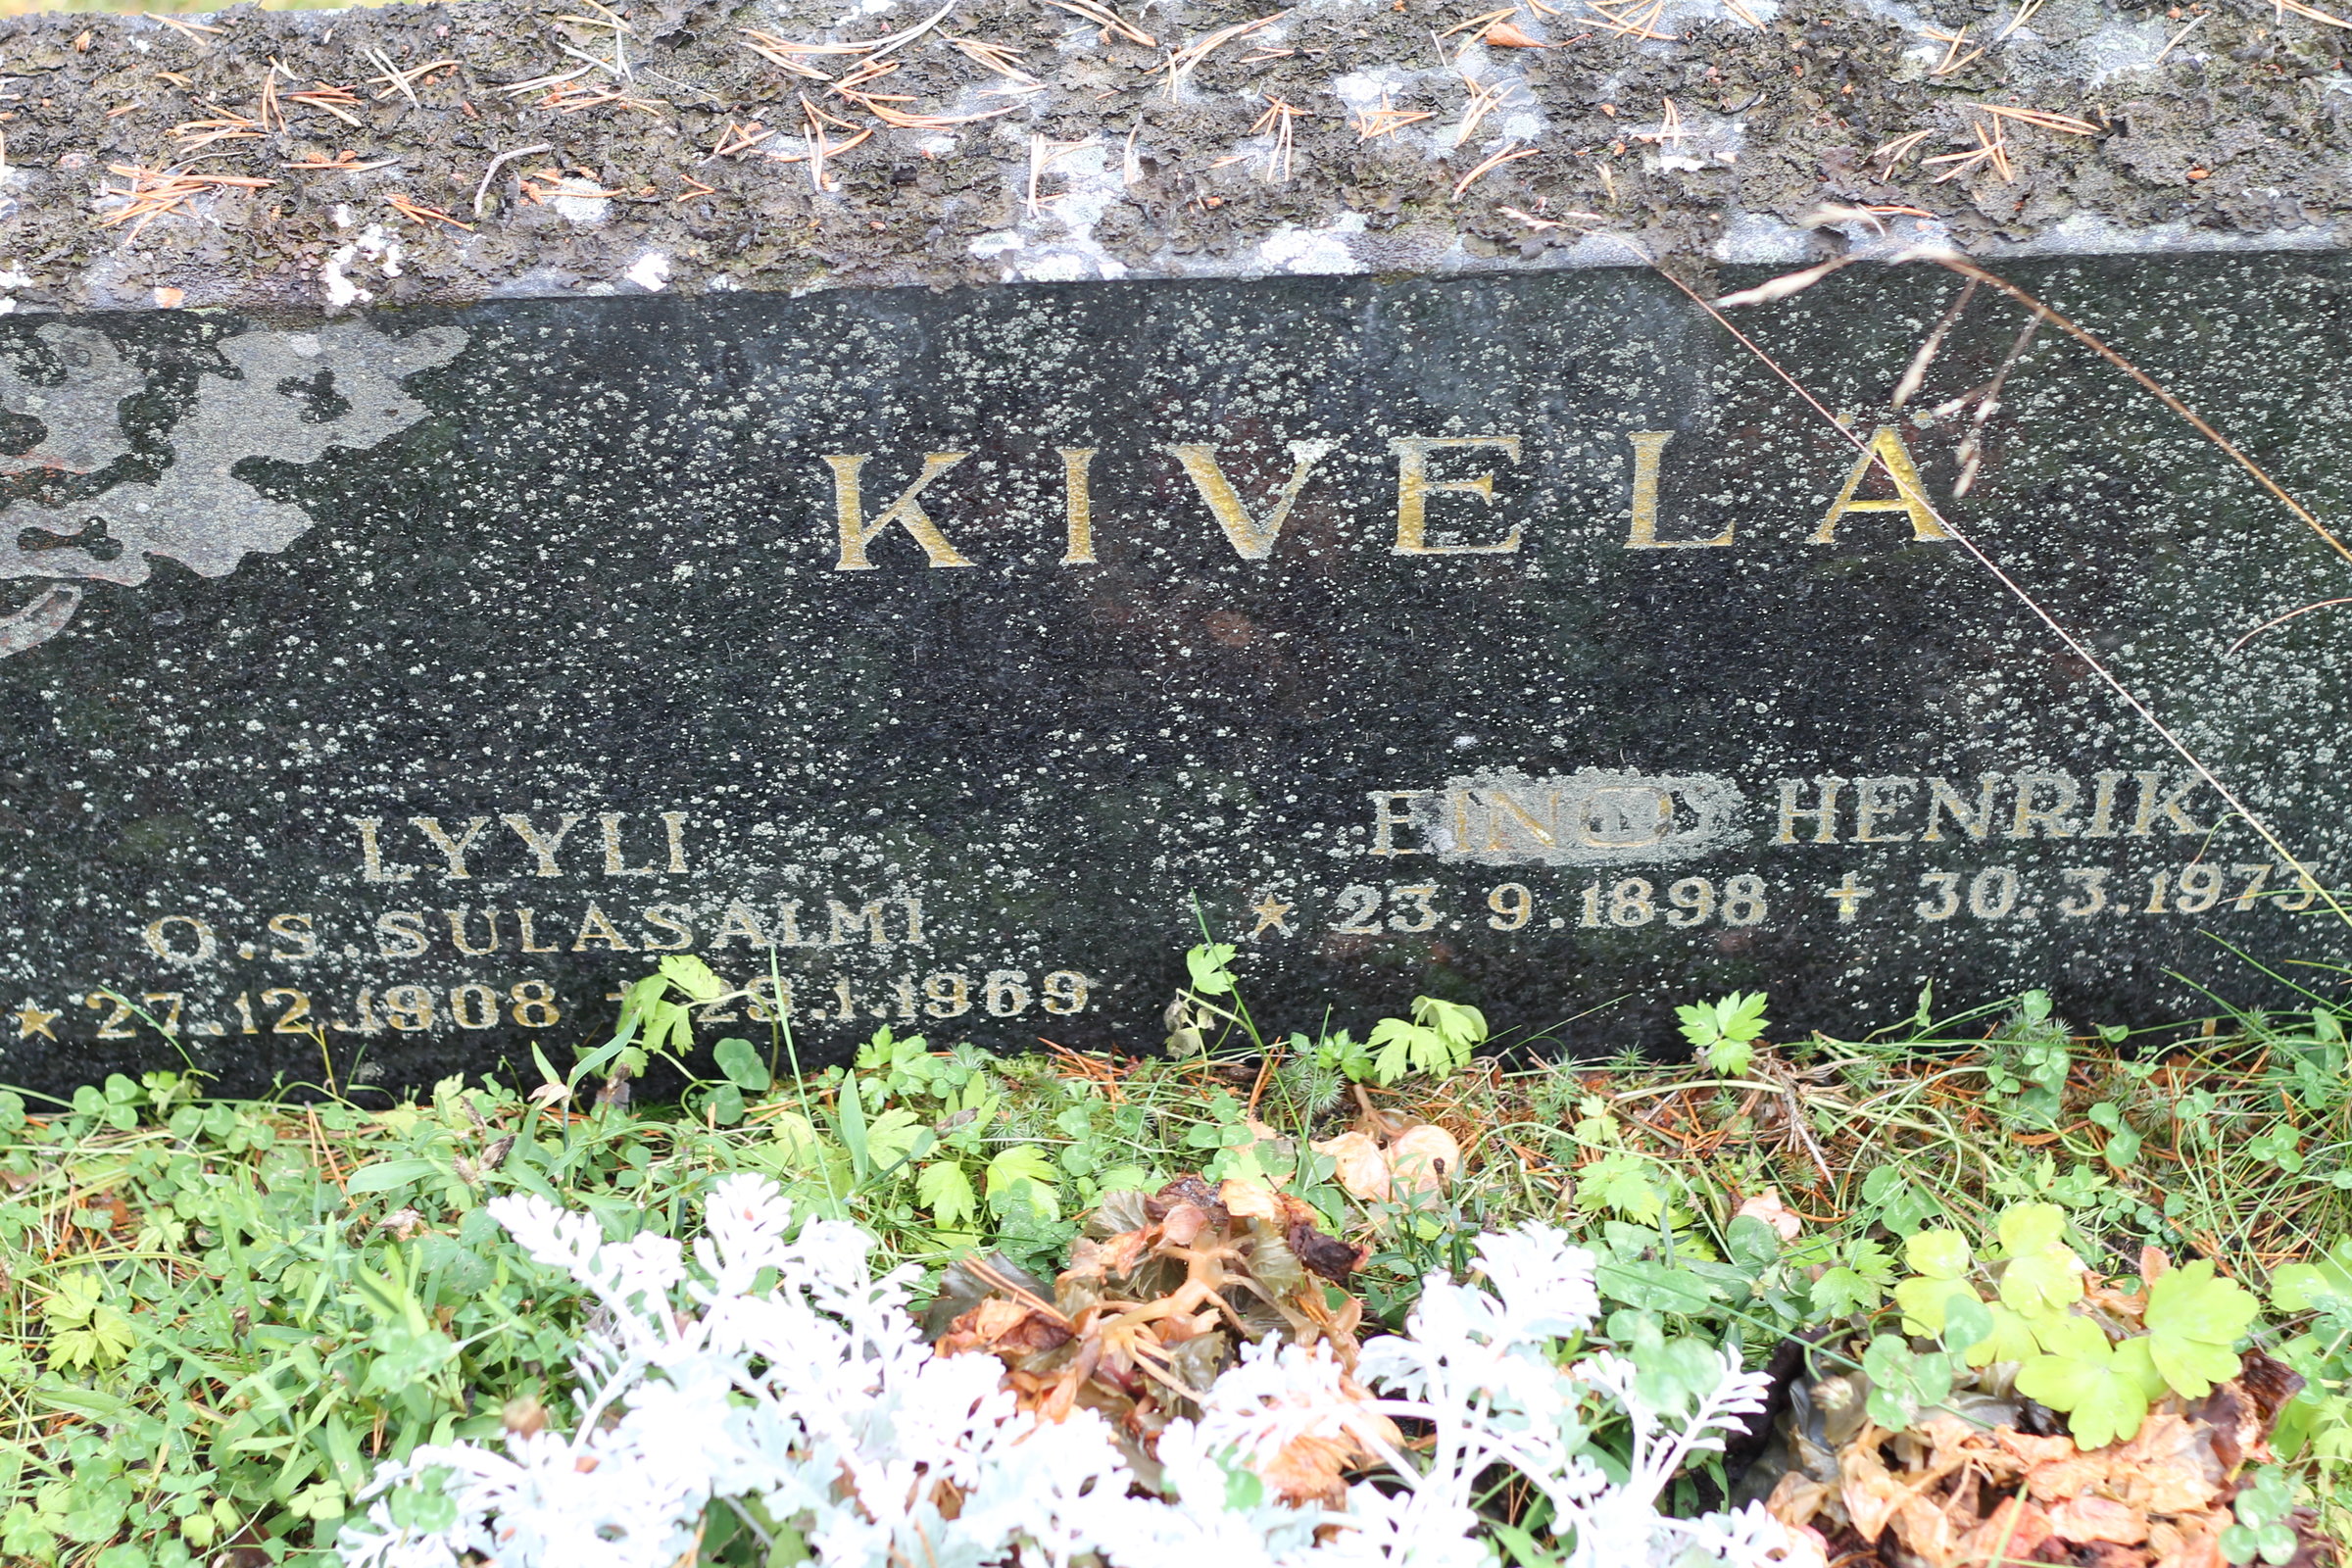 KIVELÄ
LYYLI
O.S. SULASALMI
★ 27.12.1908 † 29.1.1969
EINO HENRIK
★ 23.9.1898 † 30.3.1973